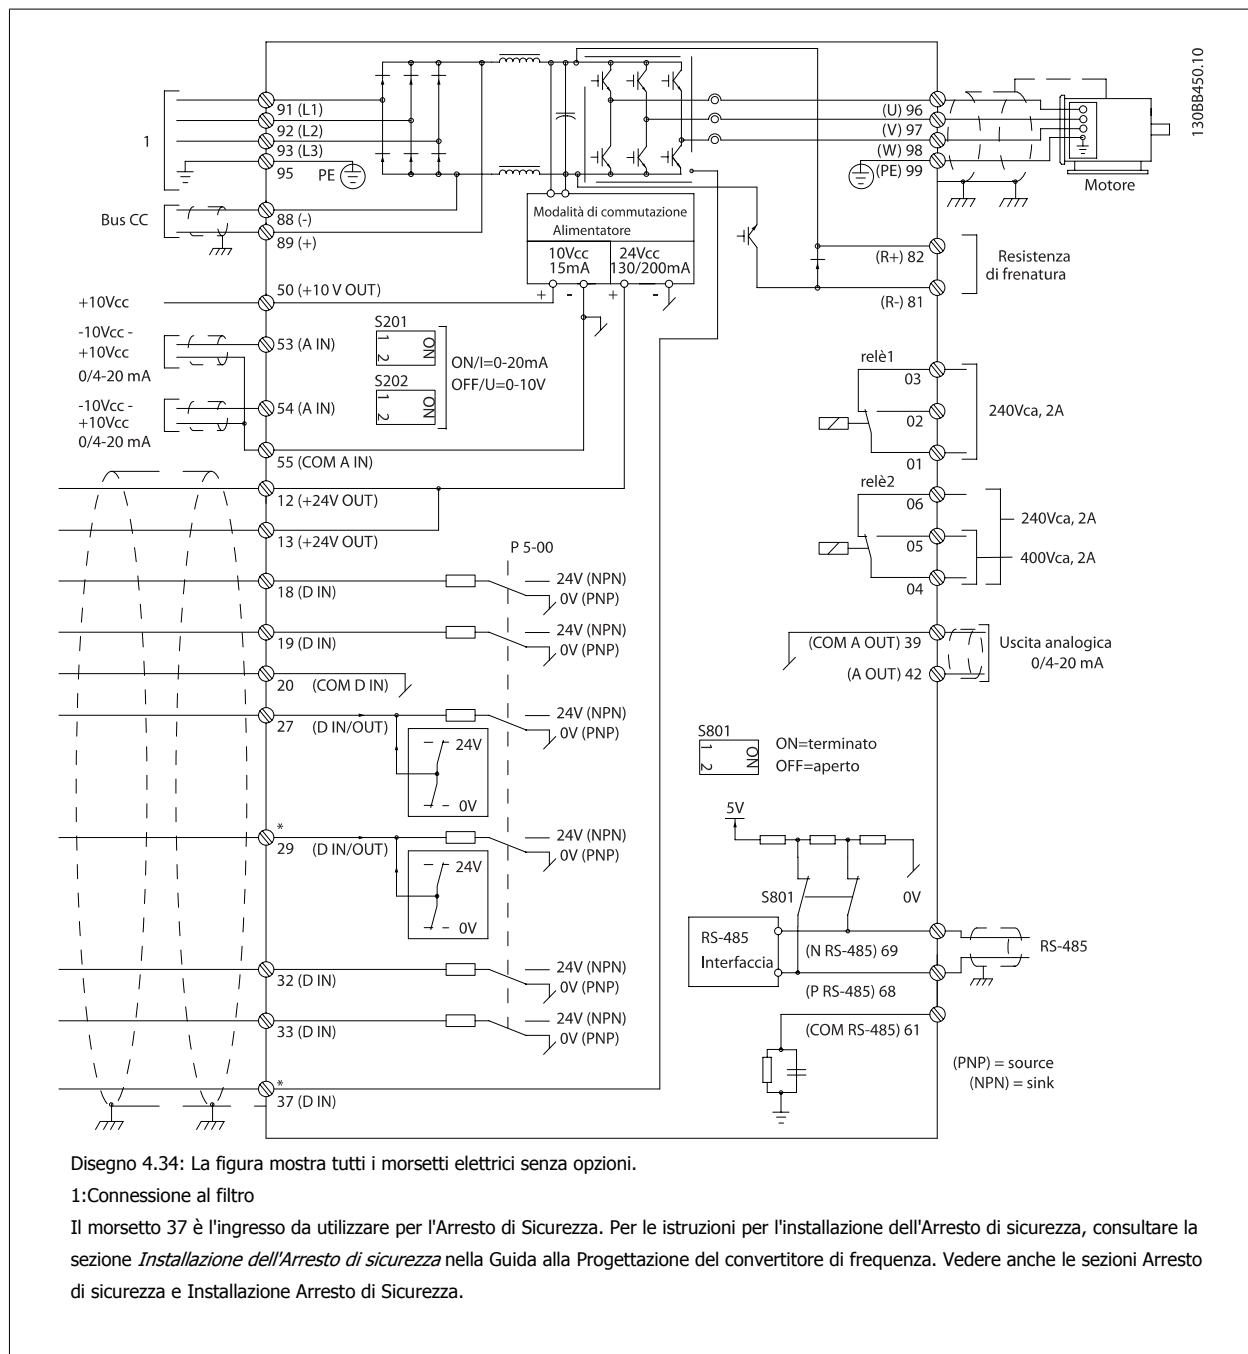 130BB450.10
1
91 (L1)
92 (L2)
93 (L3)
95
PE
Bus CC
88 (-)
89 (+)
Modalità di commutazione
Alimentatore
10Vcc
15mA
24Vcc
130/200mA
+ - + -
(U) 96
(V) 97
(W) 98
(PE) 99
Motore
(R+) 82
Resistenza
di frenatura
(R-) 81
+10Vcc
50 (+10 V OUT)
-10Vcc -
+10Vcc
0/4-20 mA
53 (A IN)
-10Vcc -
+10Vcc
0/4-20 mA
54 (A IN)
55 (COM A IN)
S201
1
2
ON
S202
1
2
ON
ON/I=0-20mA
OFF/U=0-10V
relè1
03
02
01
240Vca, 2A
relè2
06
05
04
240Vca, 2A
400Vca, 2A
12 (+24V OUT)
13 (+24V OUT)
P 5-00
18 (D IN)
24V (NPN)
0V (PNP)
19 (D IN)
24V (NPN)
0V (PNP)
20 (COM D IN)
27 (D IN/OUT)
24V (NPN)
0V (PNP)
24V
0V
*
29 (D IN/OUT)
24V (NPN)
0V (PNP)
24V
0V
32 (D IN)
24V (NPN)
0V (PNP)
33 (D IN)
24V (NPN)
0V (PNP)
*
37 (D IN)
(COM A OUT) 39
(A OUT) 42
Uscita analogica
0/4-20 mA
S801
1
2
ON
ON=terminato
OFF=aperto
5V
S801
0V
RS-485
Interfaccia
(N RS-485) 69
(P RS-485) 68
RS-485
(COM RS-485) 61
(PNP) = source
(NPN) = sink
Disegno 4.34: La figura mostra tutti i morsetti elettrici senza opzioni.
1:Connessione al filtro
Il morsetto 37 è l'ingresso da utilizzare per l'Arresto di Sicurezza. Per le istruzioni per l'installazione dell'Arresto di sicurezza, consultare la
sezione Installazione dell'Arresto di sicurezza nella Guida alla Progettazione del convertitore di frequenza. Vedere anche le sezioni Arresto
di sicurezza e Installazione Arresto di Sicurezza.